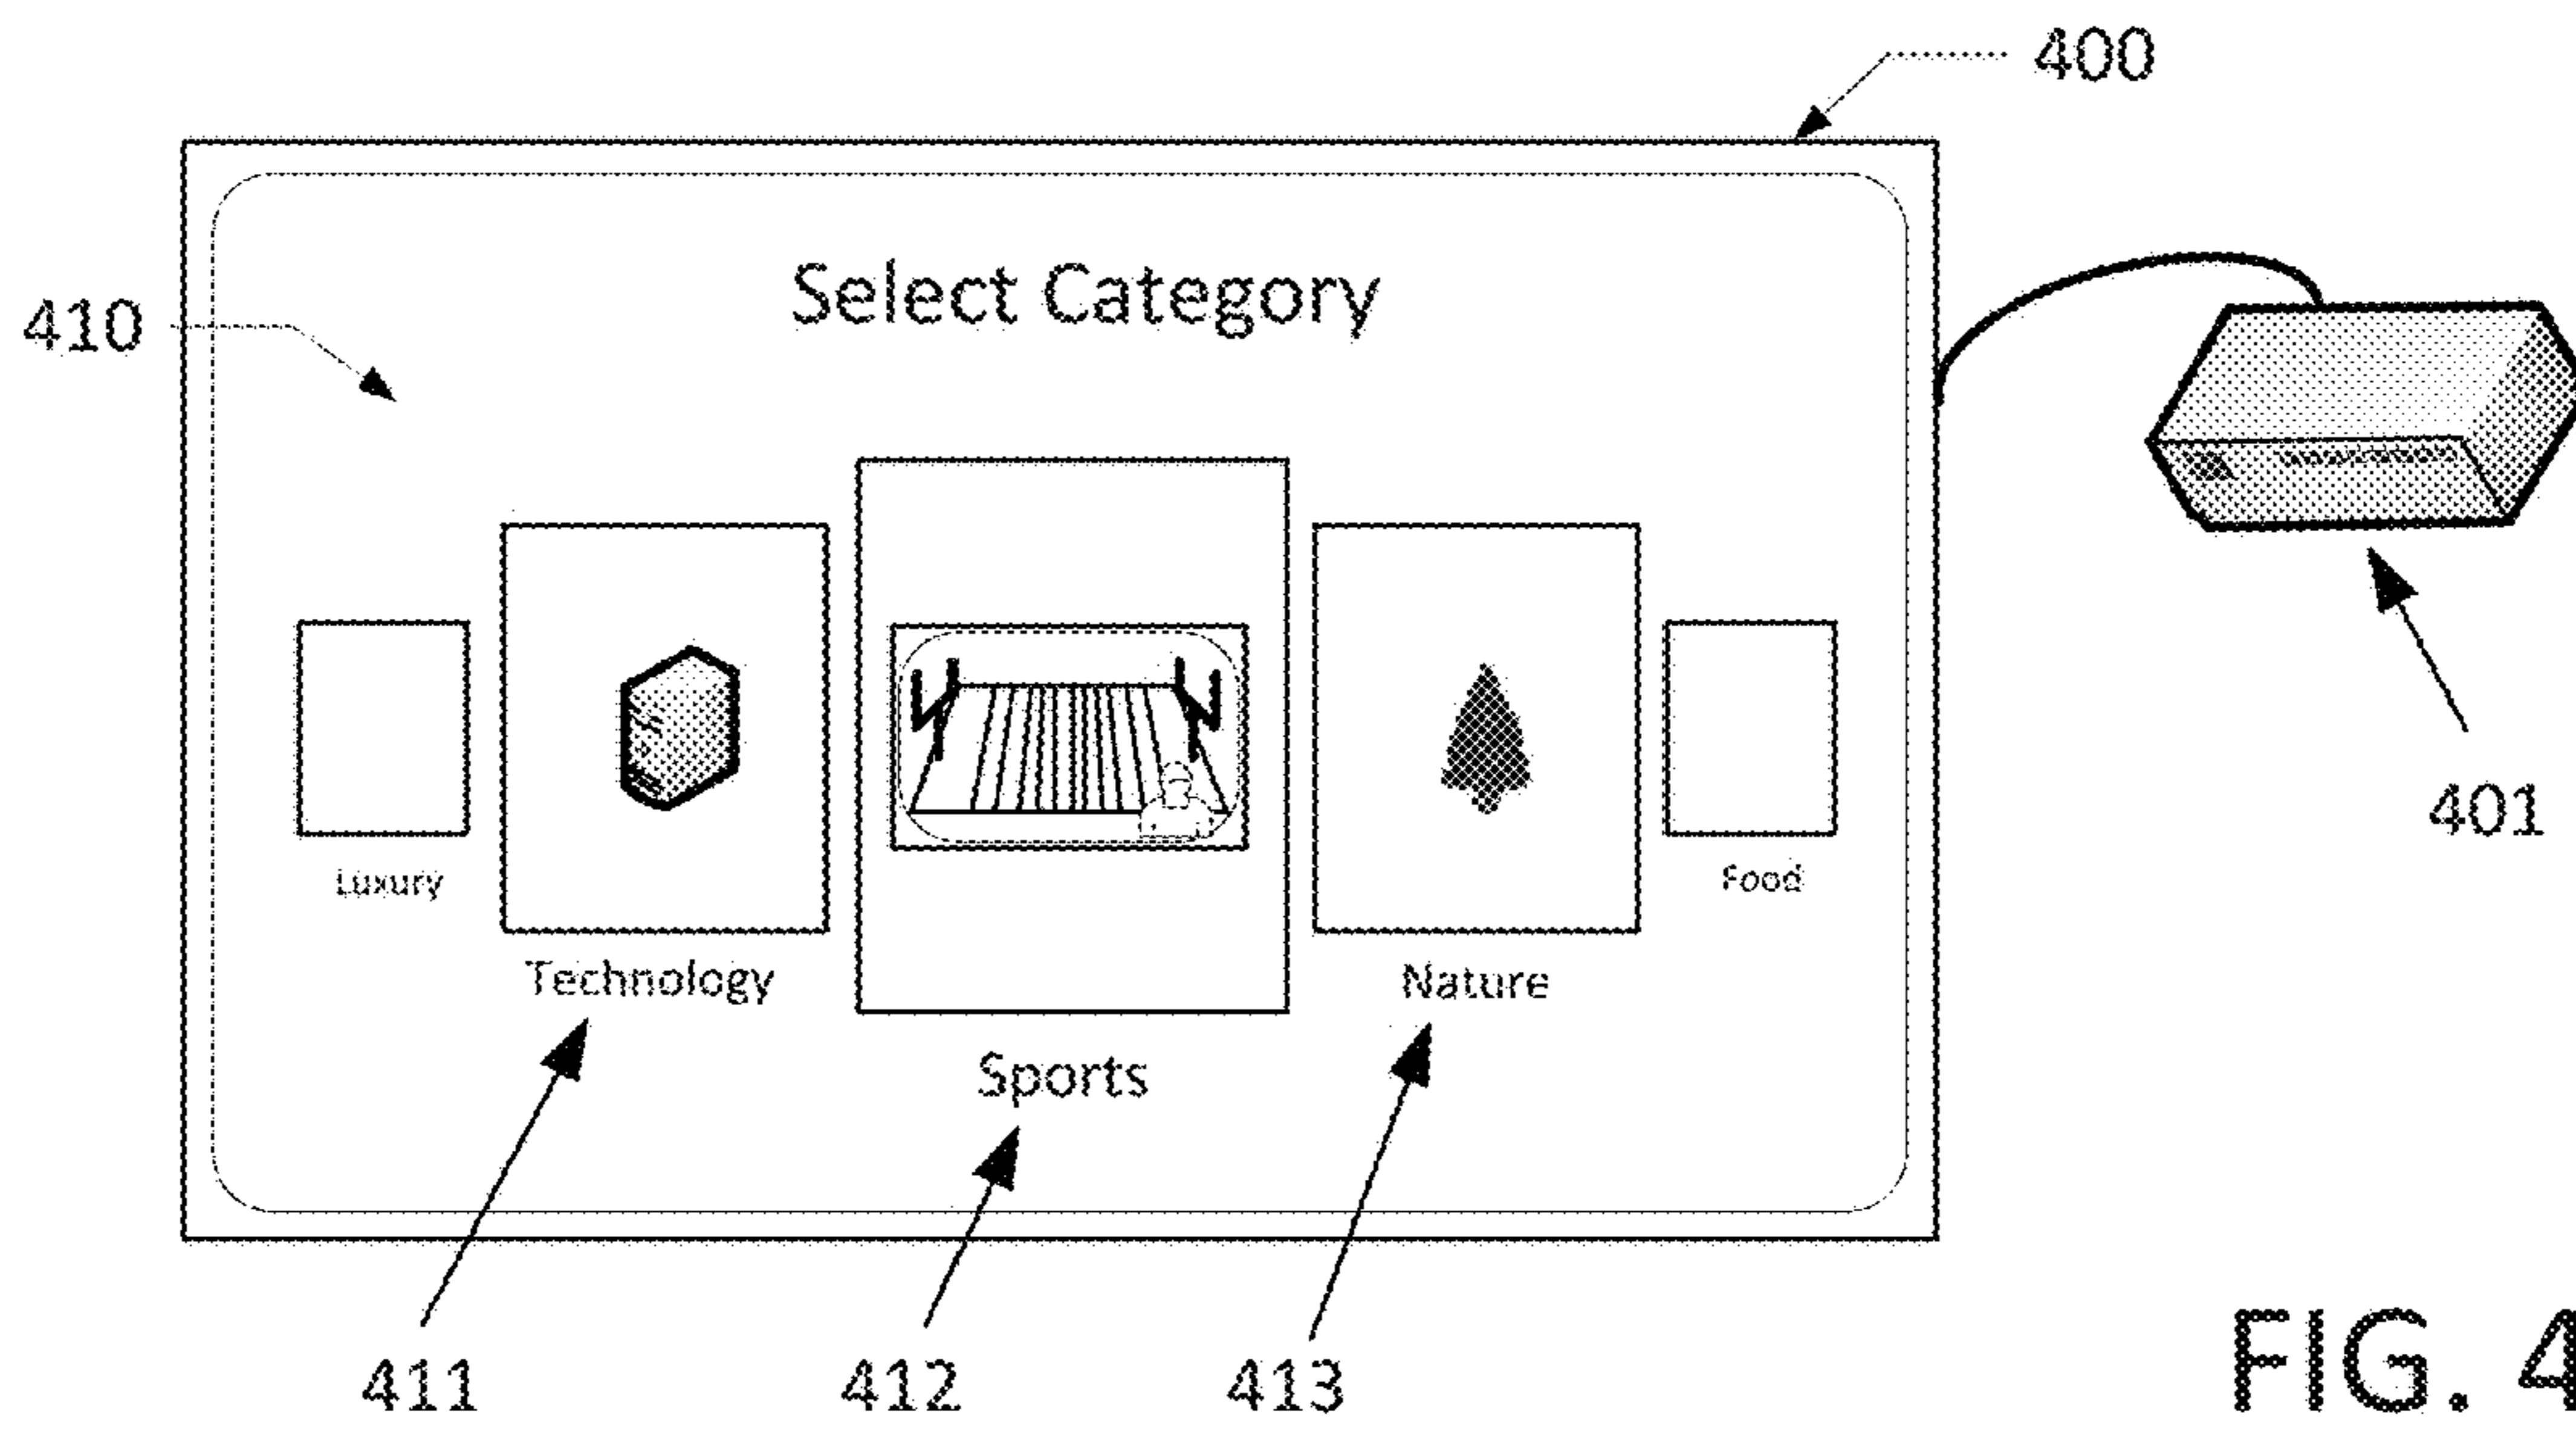 400
Select Category
410
Luxury
Food
401
Technology
Nature
Sports
411
412
413
FIG. 4